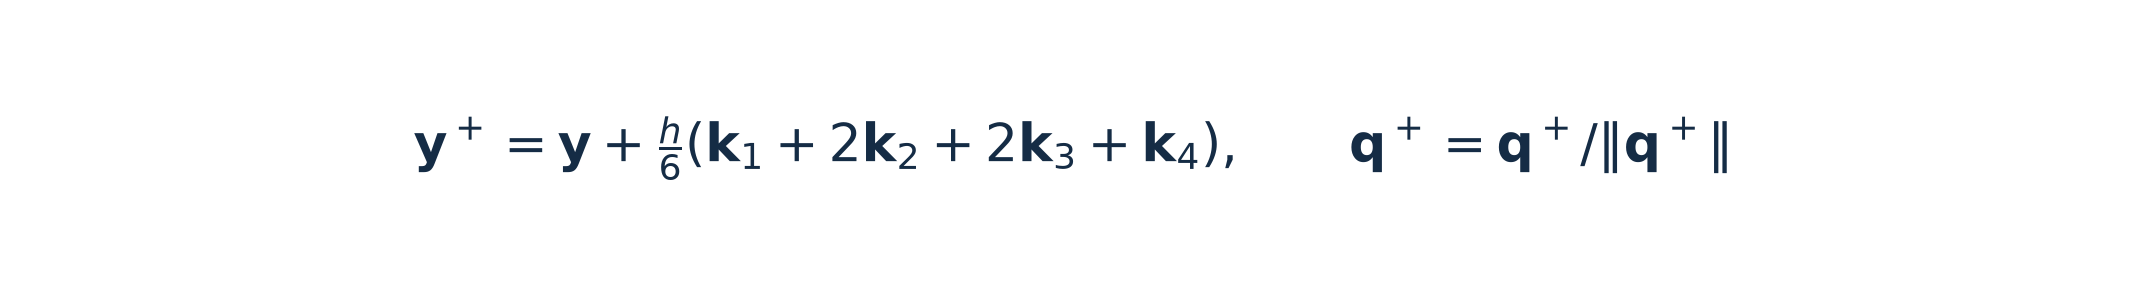 y⁺ = y + h/6(k₁ + 2k₂ + 2k₃ + k₄),    q⁺ = q⁺/‖q⁺‖